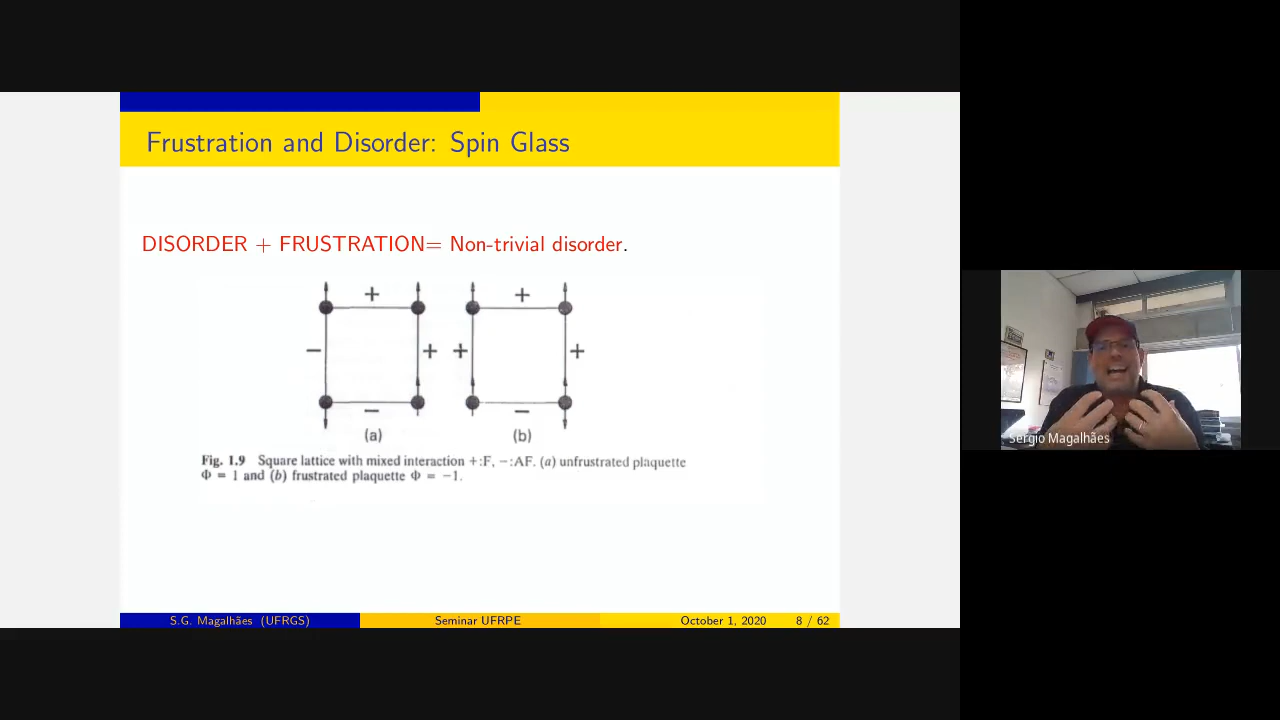 Frustration and Disorder: Spin Glass
DISORDER + FRUSTRATION= Non-trivial disorder.
+ +
− + + +
− −
(a) (b)
Fig. 1.9 Square lattice with mixed interaction +:F, −:AF. (a) unfrustrated plaquette
Φ = 1 and (b) frustrated plaquette Φ = −1.
Sergio Magalhães
S.G. Magalhães (UFRGS) Seminar UFRPE October 1, 2020 8 / 62